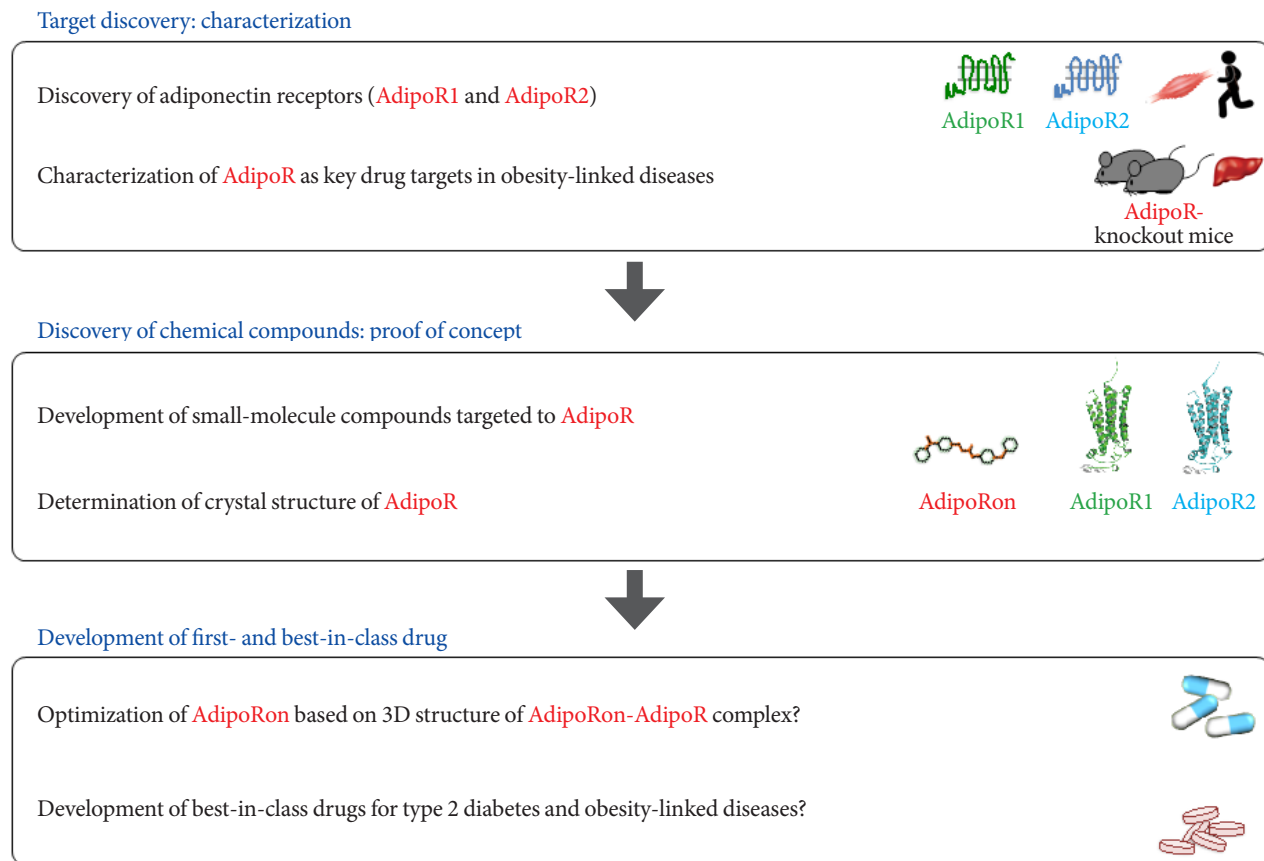 Target discovery: characterization
Discovery of adiponectin receptors (AdipoR1 and AdipoR2)
AdipoR1
AdipoR2
Characterization of AdipoR as key drug targets in obesity-linked diseases
AdipoR-
knockout mice
Discovery of chemical compounds: proof of concept
Development of small-molecule compounds targeted to AdipoR
Determination of crystal structure of AdipoR
AdipoRon
AdipoR1
AdipoR2
Development of first- and best-in-class drug
Optimization of AdipoRon based on 3D structure of AdipoRon-AdipoR complex?
Development of best-in-class drugs for type 2 diabetes and obesity-linked diseases?